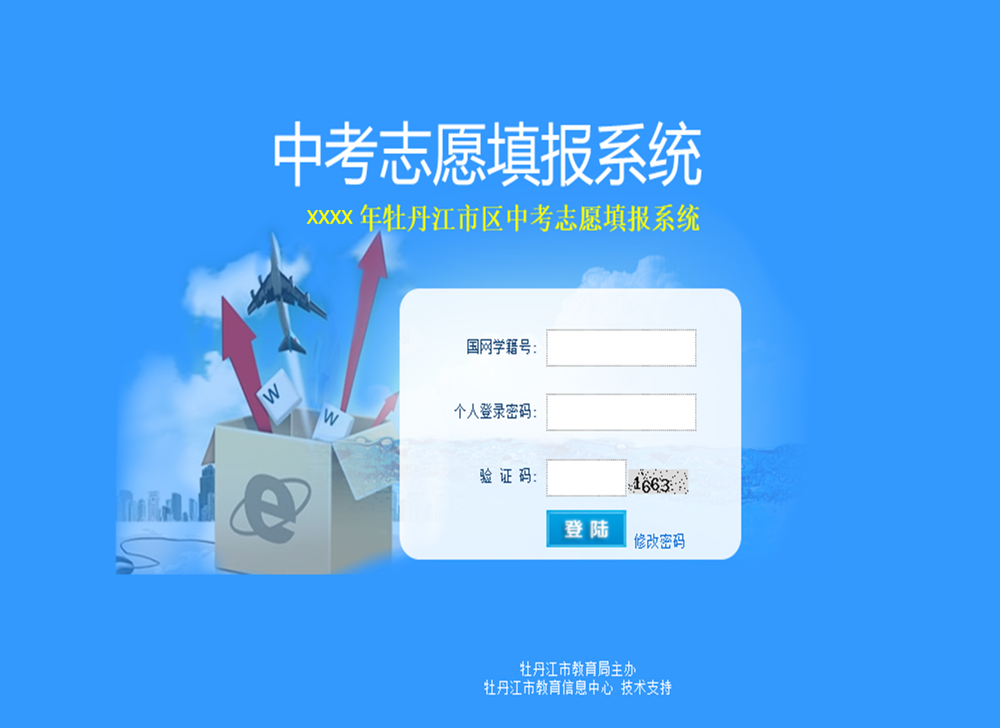 中考志愿填报系统
XXXX 年牡丹江市区中考志愿填报系统
W
W
e
国网学籍号:
个人登录密码:
验 证 码: 1663
登 陆 修改密码
牡丹江市教育局主办
牡丹江市教育信息中心 技术支持